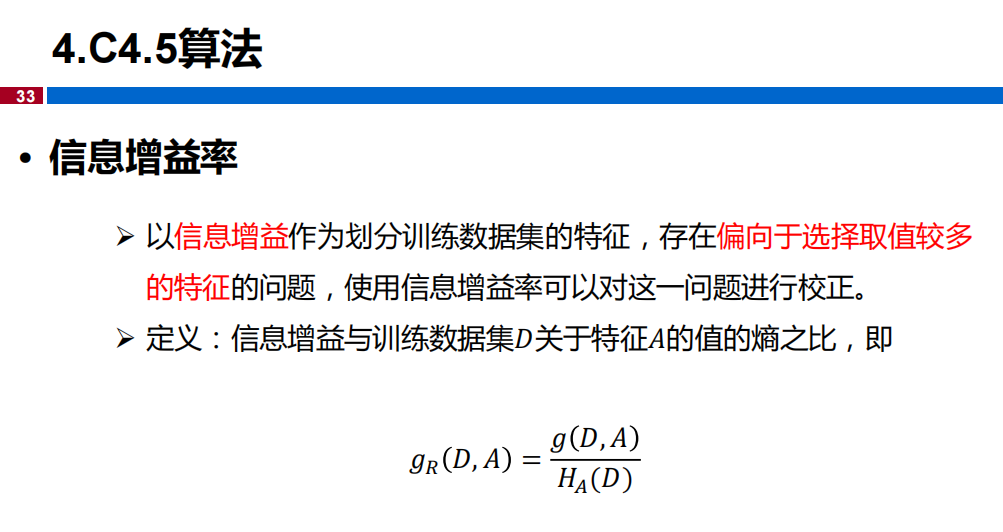 4.C4.5算法
33
• 信息增益率
➢ 以信息增益作为划分训练数据集的特征，存在偏向于选择取值较多
的特征的问题，使用信息增益率可以对这一问题进行校正。
➢ 定义：信息增益与训练数据集D关于特征A的值的熵之比，即
g_R(D, A) = g(D, A) / H_A(D)